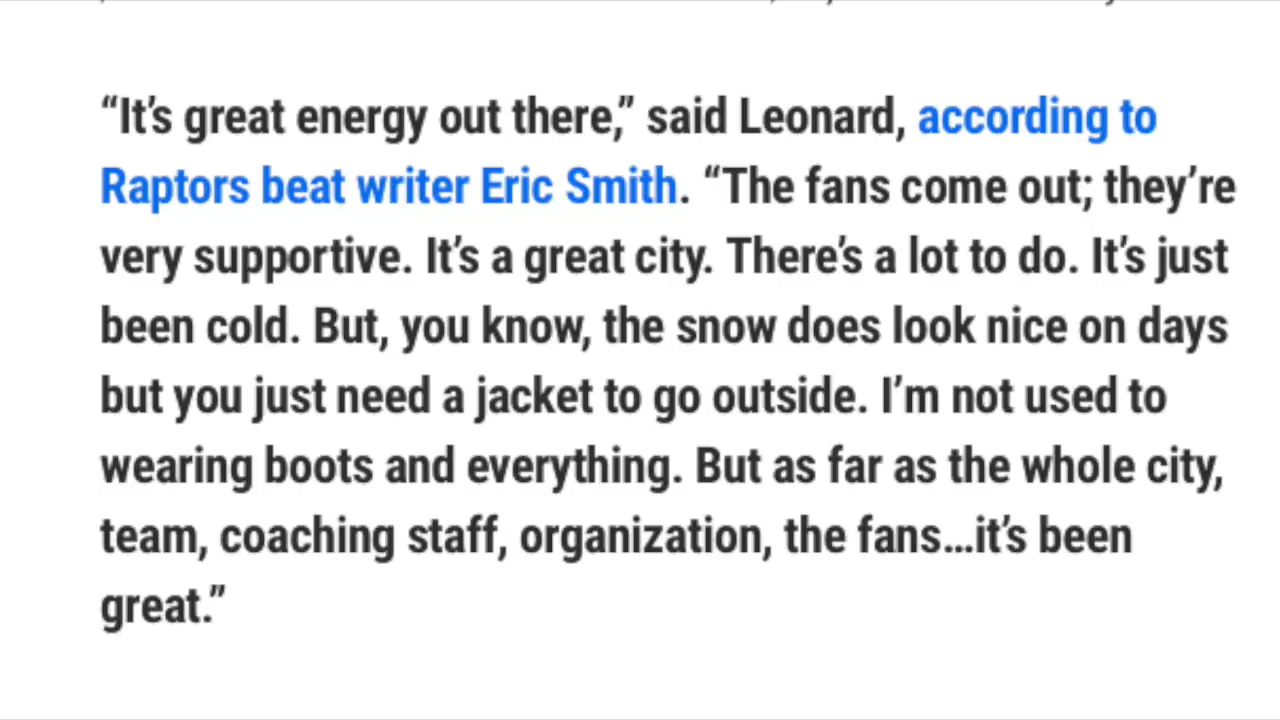 “It’s great energy out there,” said Leonard, according to
Raptors beat writer Eric Smith. “The fans come out; they’re
very supportive. It’s a great city. There’s a lot to do. It’s just
been cold. But, you know, the snow does look nice on days
but you just need a jacket to go outside. I’m not used to
wearing boots and everything. But as far as the whole city,
team, coaching staff, organization, the fans…it’s been
great.”